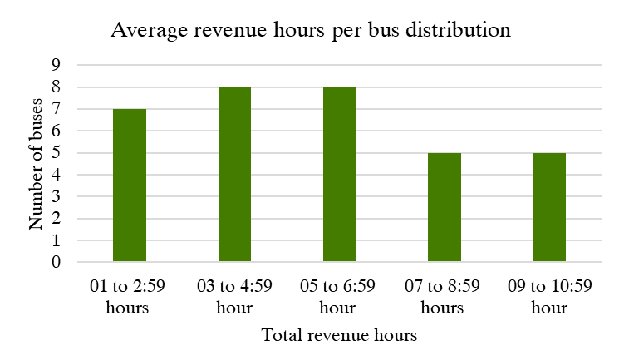 Average revenue hours per bus distribution
9
8
7
6
5
4
3
2
1
0
Number of buses
01 to 2:59 hours
03 to 4:59 hour
05 to 6:59 hour
07 to 8:59 hours
09 to 10:59 hour
Total revenue hours